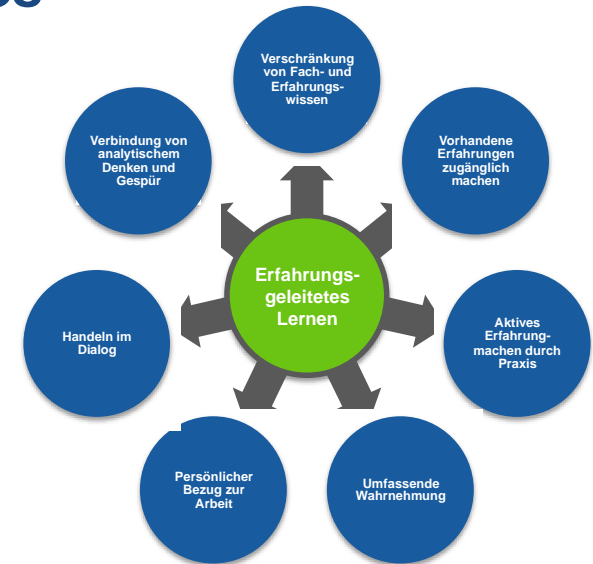 Verschränkung
von Fach- und
Erfahrungs-
wissen
Vorhandene
Erfahrungen
zugänglich
machen
Aktives
Erfahrung-
machen durch
Praxis
Umfassende
Wahrnehmung
Persönlicher
Bezug zur
Arbeit
Handeln im
Dialog
Verbindung von
analytischem
Denken und
Gespür
Erfahrungs-
geleitetes
Lernen